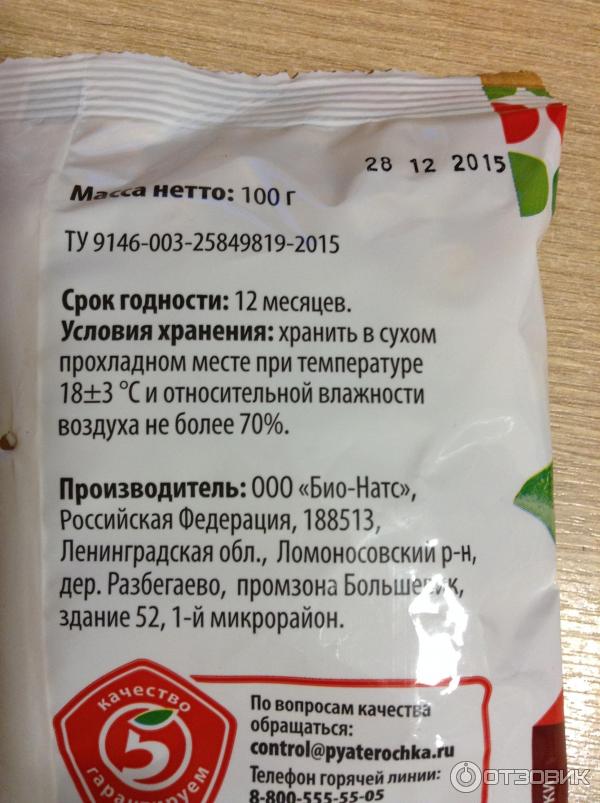 28 12 2015
Масса нетто: 100 г
ТУ 9146-003-25849819-2015
Срок годности: 12 месяцев.
Условия хранения: хранить в сухом
прохладном месте при температуре
18±3 °С и относительной влажности
воздуха не более 70%.
Производитель: ООО «Био-Натс»,
Российская Федерация, 188513,
Ленинградская обл., Ломоносовский р-н,
дер. Разбегаево, промзона Большевик,
здание 52, 1-й микрорайон.
качество
5
гарантируем
По вопросам качества
обращаться:
control@pyaterochka.ru
Телефон горячей линии:
8-800-555-55-05
ОТЗОВИК